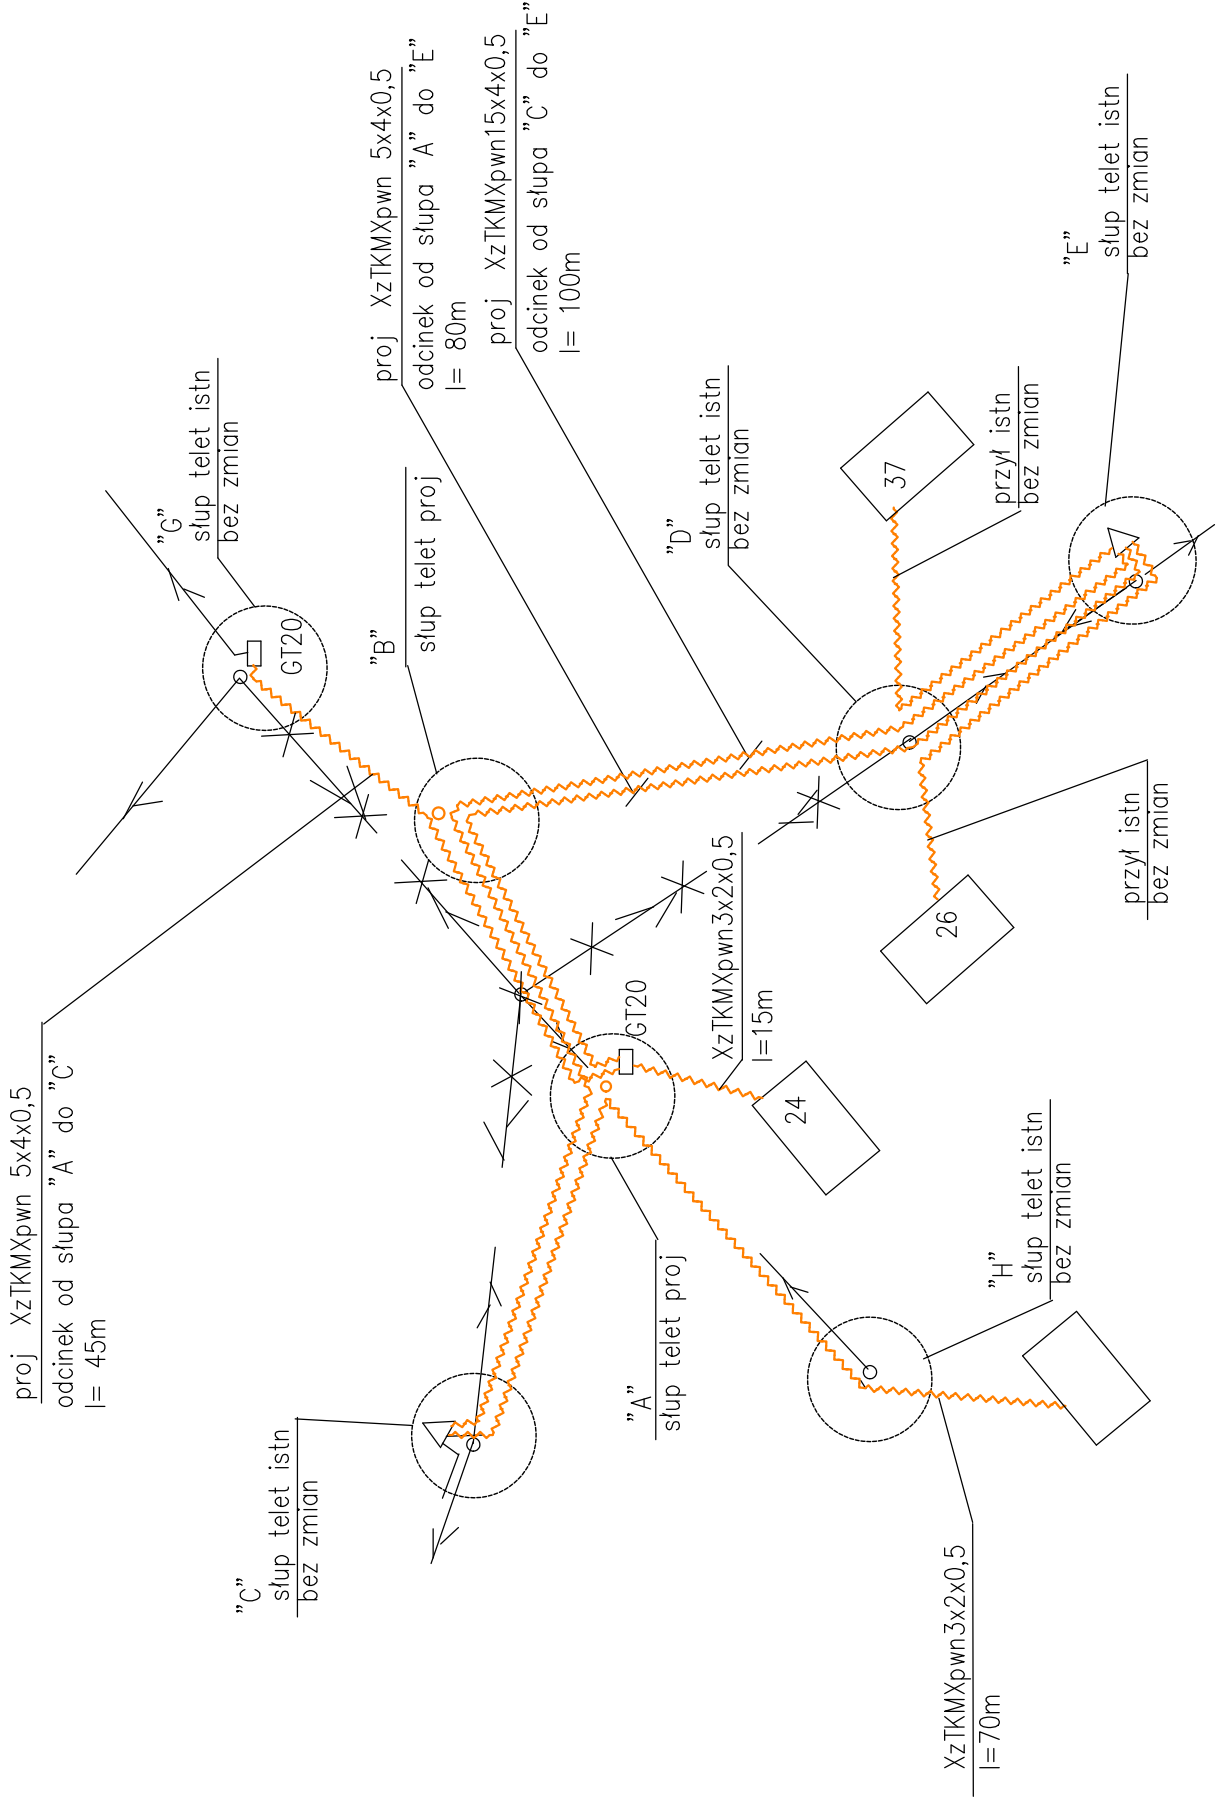 proj XzTKMXpwn 5x4x0,5
odcinek od słupa "A" do "C"
l= 45m
"C"
słup telet istn
bez zmian
"G"
słup telet istn
bez zmian
GT20
"B"
słup telet proj
proj XzTKMXpwn 5x4x0,5
odcinek od słupa "A" do "E"
l= 80m
proj XzTKMXpwn15x4x0,5
odcinek od słupa "C" do "E"
l= 100m
"A"
słup telet proj
GT20
XzTKMXpwn3x2x0,5
l=15m
24
"D"
słup telet istn
bez zmian
37
przył istn
bez zmian
26
przył istn
bez zmian
"E"
słup telet istn
bez zmian
"H"
słup telet istn
bez zmian
XzTKMXpwn3x2x0,5
l=70m